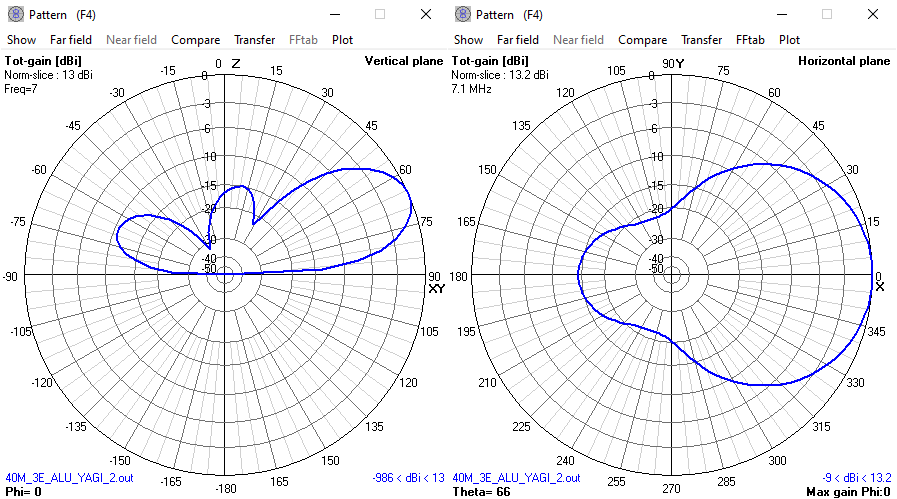 Pattern (F4)
Show Far field Near field Compare Transfer FFtab Plot
Tot-gain [dBi]
Vertical plane
Norm-slice : 13 dBi
Freq=7
0 Z
-15 15
-30 30
-45 45
-60 60
-75 75
-90 90
XY
-105 105
-120 120
-135 135
-150 150
-165 165
-180
0
-3
-6
-10
-15
-20
-30
-40
-50
40M_3E_ALU_YAGI_2.out
-986 < dBi < 13
Phi= 0
Pattern (F4)
Show Far field Near field Compare Transfer FFtab Plot
Tot-gain [dBi]
Horizontal plane
Norm-slice : 13.2 dBi
7.1 MHz
90 Y
105 75
120 60
135 45
150 30
165 15
180 0
X
195 345
210 330
225 315
240 300
255 285
270
0
-3
-6
-10
-15
-20
-30
-40
-50
40M_3E_ALU_YAGI_2.out
-9 < dBi < 13.2
Theta= 66
Max gain Phi:0